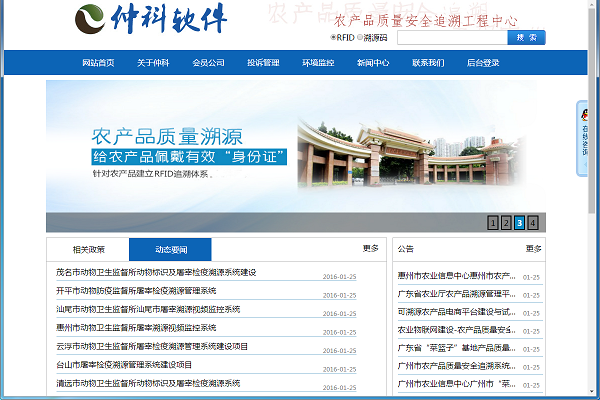 仲科软件
农产品质量安全追溯工程中心
RFID 溯源码
搜 索
网站首页 关于仲科 会员公司 投诉管理 环境监控 新闻中心 联系我们 后台登录
农产品质量溯源
给农产品佩戴有效“身份证”
针对农产品建立RFID追溯体系.
1 2 3 4
在线咨询
相关政策 动态要闻 更多
茂名市动物卫生监督所动物标识及屠宰检疫溯源系统建设 2016-01-25
开平市动物防疫监督所屠宰检疫溯源管理系统 2016-01-25
汕尾市动物卫生监督所汕尾市屠宰溯源视频监控系统 2016-01-25
惠州市动物卫生监督所屠宰溯源视频监控系统 2016-01-25
云浮市动物卫生监督所屠宰检疫溯源管理系统建设项目 2016-01-25
台山市屠宰检疫溯源管理系统建设项目 2016-01-25
清远市动物卫生监督所动物标识及屠宰检疫溯源系统 2016-01-25
公告 更多
惠州市农业信息中心惠州市农产... 01-25
广东省农业厅农产品溯源管理平... 01-25
可溯源农产品电商平台建设与试... 01-25
农业物联网建设-农产品质量安全... 01-25
广东省“菜篮子”基地产品质量... 01-25
广州市农产品质量安全追溯系统... 01-25
广州市农业信息中心广州市“菜... 01-25